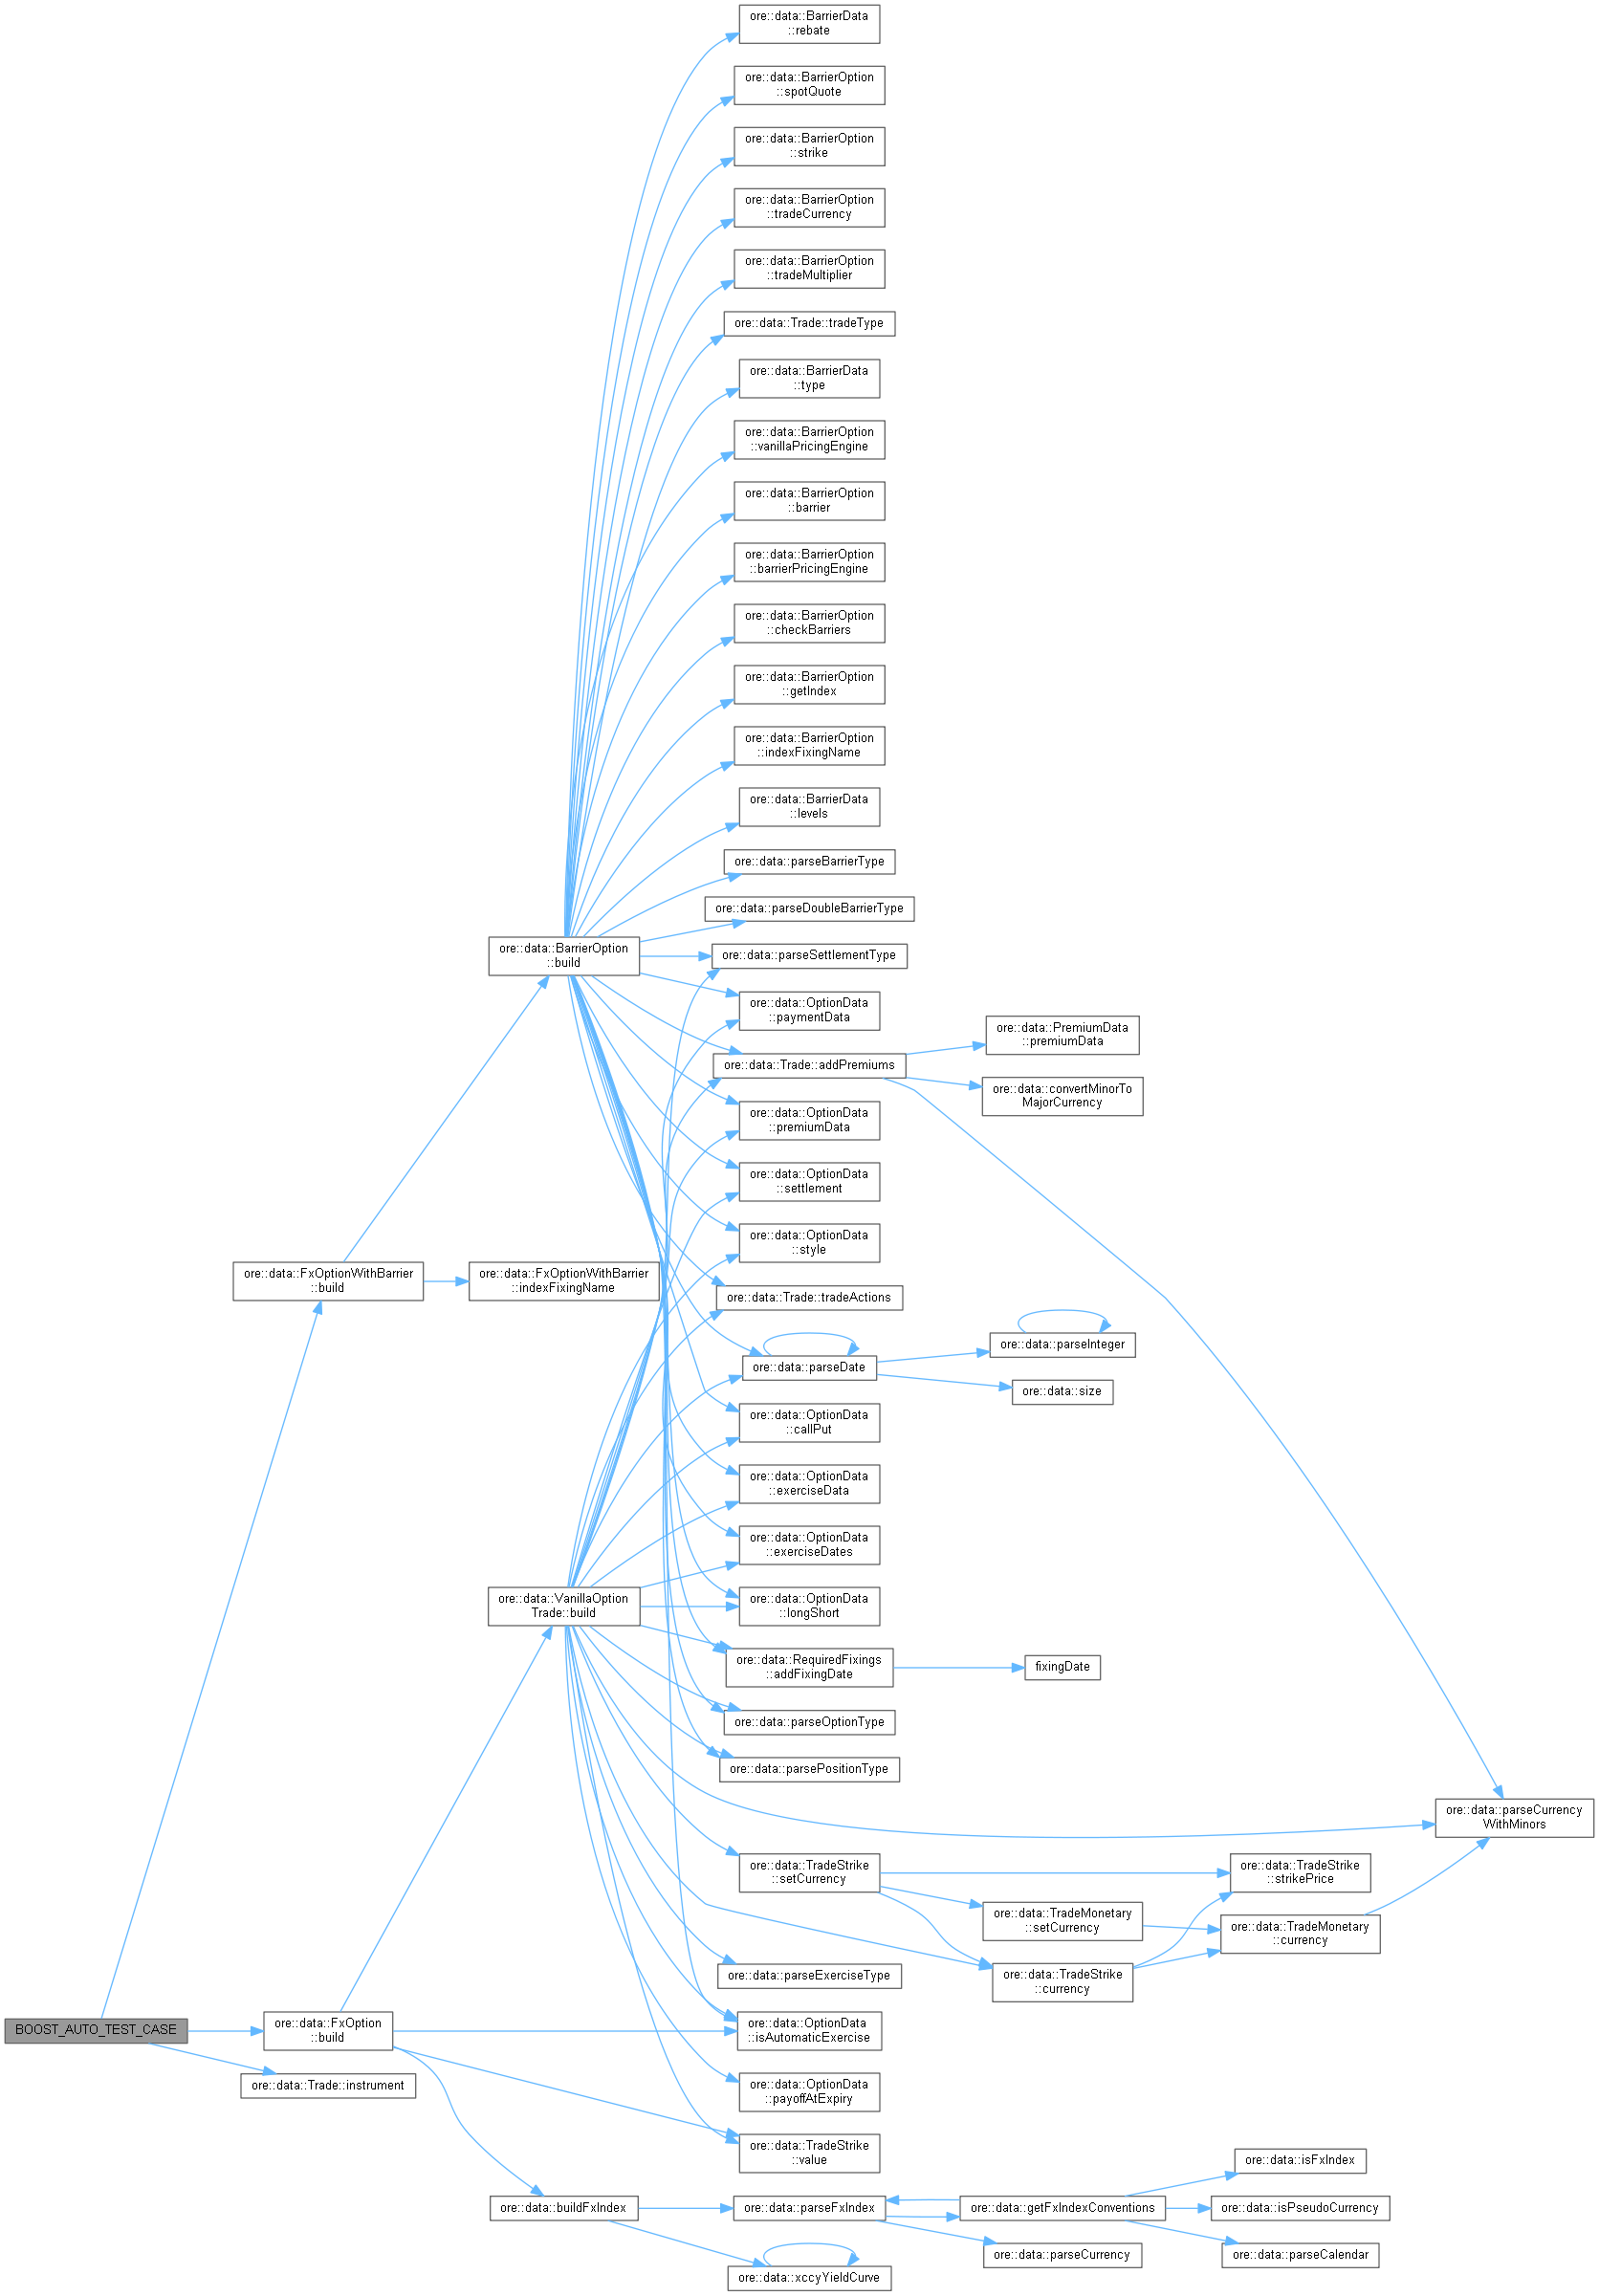 ore::data::BarrierData
::rebate
ore::data::BarrierOption
::spotQuote
ore::data::BarrierOption
::strike
ore::data::BarrierOption
::tradeCurrency
ore::data::BarrierOption
::tradeMultiplier
ore::data::Trade::tradeType
ore::data::BarrierData
::type
ore::data::BarrierOption
::vanillaPricingEngine
ore::data::BarrierOption
::barrier
ore::data::BarrierOption
::barrierPricingEngine
ore::data::BarrierOption
::checkBarriers
ore::data::BarrierOption
::getIndex
ore::data::BarrierOption
::indexFixingName
ore::data::BarrierData
::levels
ore::data::parseBarrierType
ore::data::parseDoubleBarrierType
ore::data::BarrierOption
::build
ore::data::parseSettlementType
ore::data::OptionData
::paymentData
ore::data::PremiumData
::premiumData
ore::data::Trade::addPremiums
ore::data::convertMinorTo
MajorCurrency
ore::data::OptionData
::premiumData
ore::data::OptionData
::settlement
ore::data::OptionData
::style
ore::data::FxOptionWithBarrier
::build
ore::data::FxOptionWithBarrier
::indexFixingName
ore::data::Trade::tradeActions
ore::data::parseInteger
ore::data::parseDate
ore::data::size
ore::data::OptionData
::callPut
ore::data::OptionData
::exerciseData
ore::data::OptionData
::exerciseDates
ore::data::VanillaOption
Trade::build
ore::data::OptionData
::longShort
ore::data::RequiredFixings
::addFixingDate
fixingDate
ore::data::parseOptionType
ore::data::parsePositionType
ore::data::parseCurrency
WithMinors
ore::data::TradeStrike
::setCurrency
ore::data::TradeStrike
::strikePrice
ore::data::TradeMonetary
::setCurrency
ore::data::TradeMonetary
::currency
ore::data::parseExerciseType
ore::data::TradeStrike
::currency
BOOST_AUTO_TEST_CASE
ore::data::FxOption
::build
ore::data::OptionData
::isAutomaticExercise
ore::data::Trade::instrument
ore::data::OptionData
::payoffAtExpiry
ore::data::TradeStrike
::value
ore::data::isFxIndex
ore::data::buildFxIndex
ore::data::parseFxIndex
ore::data::getFxIndexConventions
ore::data::isPseudoCurrency
ore::data::parseCurrency
ore::data::parseCalendar
ore::data::xccyYieldCurve